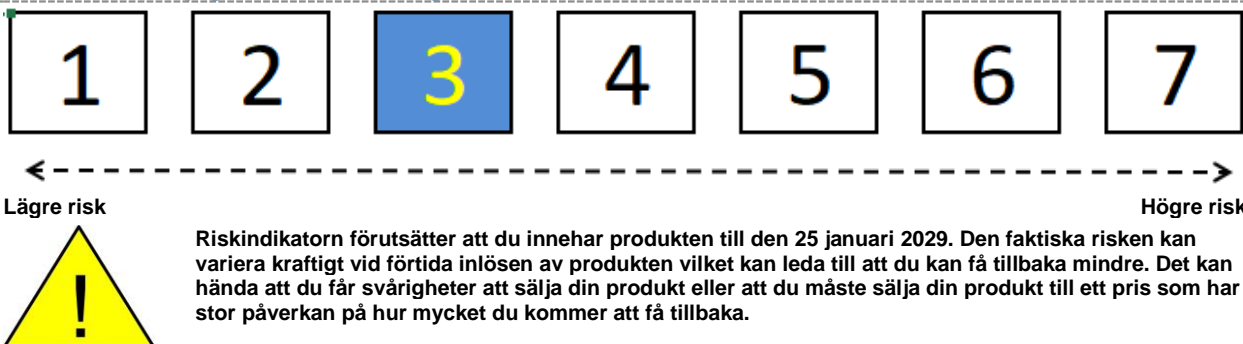 1 2 3 4 5 6 7
Lägre risk Högre risk
Riskindikatorn förutsätter att du innehar produkten till den 25 januari 2029. Den faktiska risken kan
variera kraftigt vid förtida inlösen av produkten vilket kan leda till att du kan få tillbaka mindre. Det kan
hända att du får svårigheter att sälja din produkt eller att du måste sälja din produkt till ett pris som har
stor påverkan på hur mycket du kommer att få tillbaka.
!